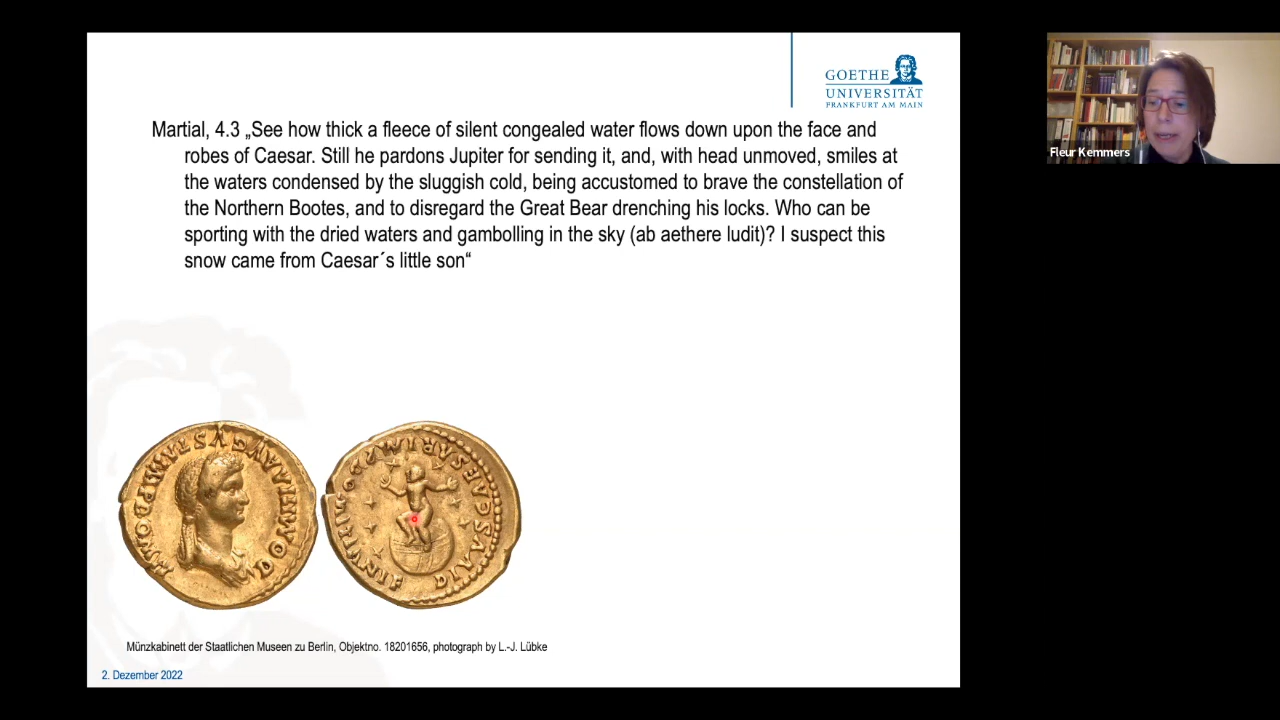 GOETHE
UNIVERSITÄT
FRANKFURT AM MAIN
Martial, 4.3 „See how thick a fleece of silent congealed water flows down upon the face and
robes of Caesar. Still he pardons Jupiter for sending it, and, with head unmoved, smiles at
the waters condensed by the sluggish cold, being accustomed to brave the constellation of
the Northern Bootes, and to disregard the Great Bear drenching his locks. Who can be
sporting with the dried waters and gambolling in the sky (ab aethere ludit)? I suspect this
snow came from Caesar´s little son“
Fleur Kemmers
DOMITIAAVGVSTAIMPDOMIT
DIVVSCAESARIMPDOMITIANIF
Münzkabinett der Staatlichen Museen zu Berlin, Objektno. 18201656, photograph by L.-J. Lübke
2. Dezember 2022